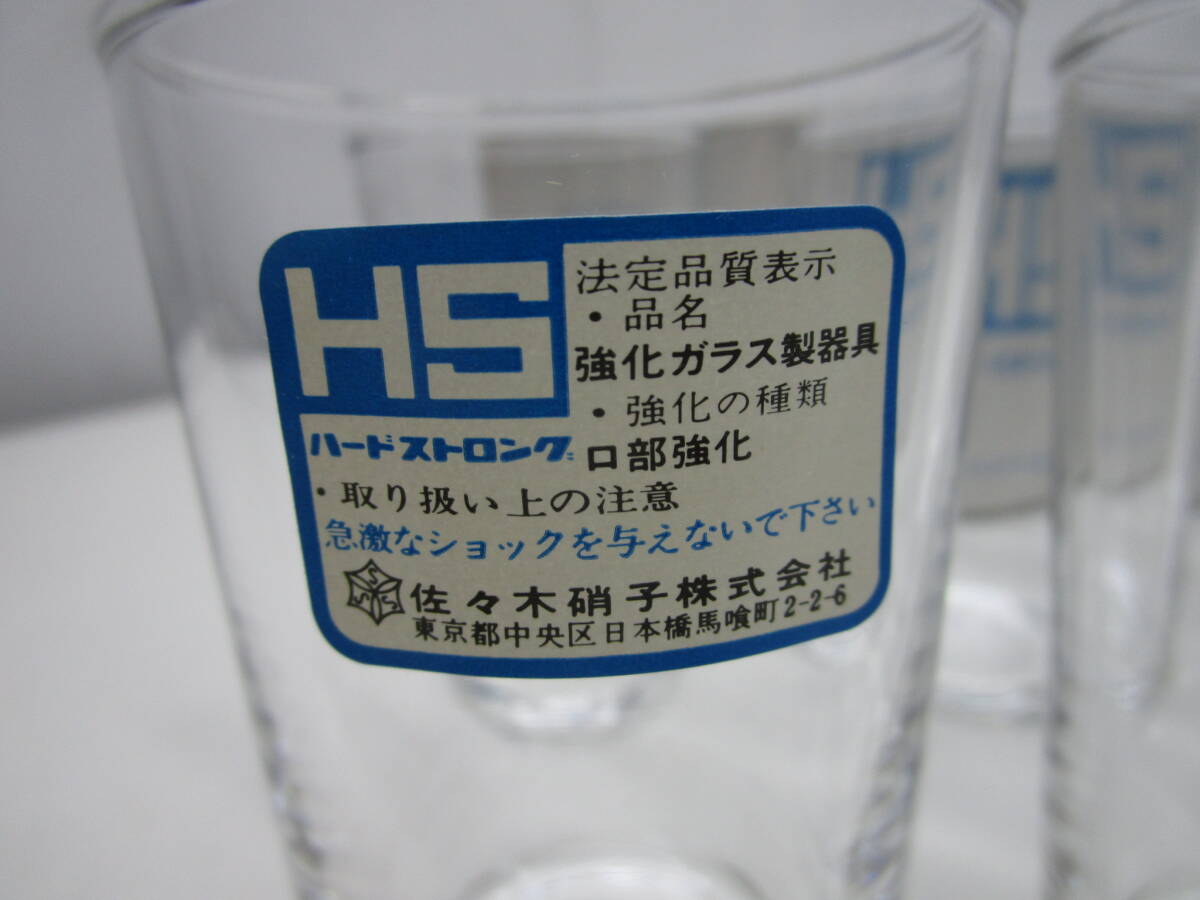 HS
ハードストロング
法定品質表示
・品名
強化ガラス製器具
・強化の種類
口部強化
・取り扱い上の注意
急激なショックを与えないで下さい
SSS
佐々木硝子株式会社
東京都中央区日本橋馬喰町2-2-6